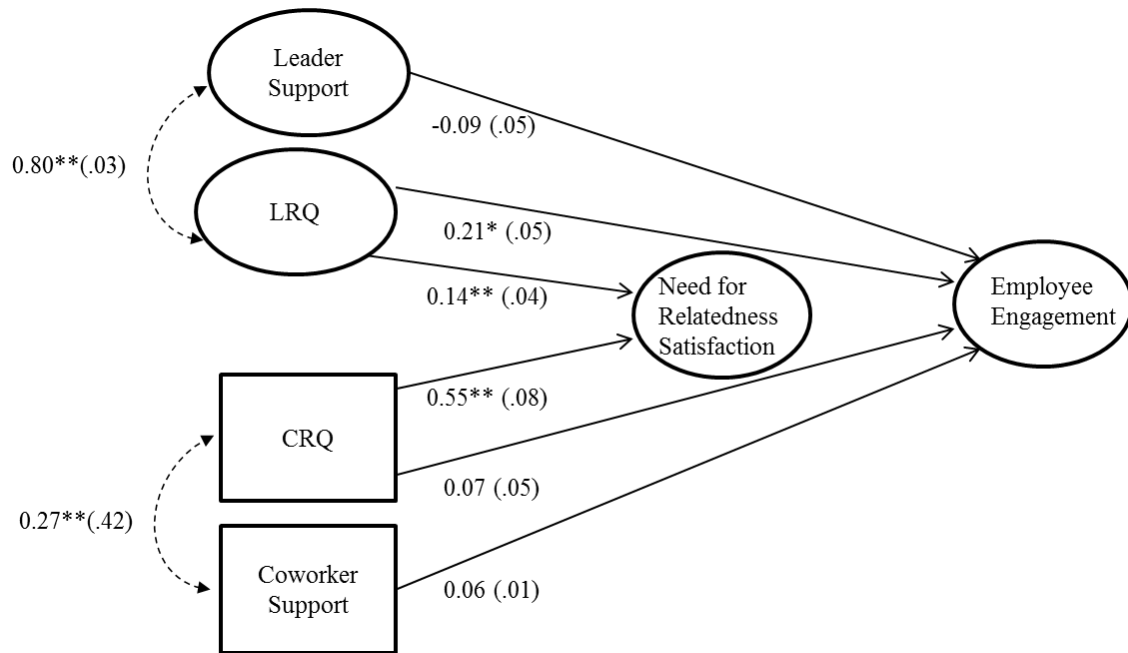 Leader
Support
-0.09 (.05)
0.80**(.03)
LRQ
0.21* (.05)
0.14** (.04)
Need for
Relatedness
Satisfaction
Employee
Engagement
0.55** (.08)
CRQ
0.07 (.05)
0.27**(.42)
Coworker
Support
0.06 (.01)